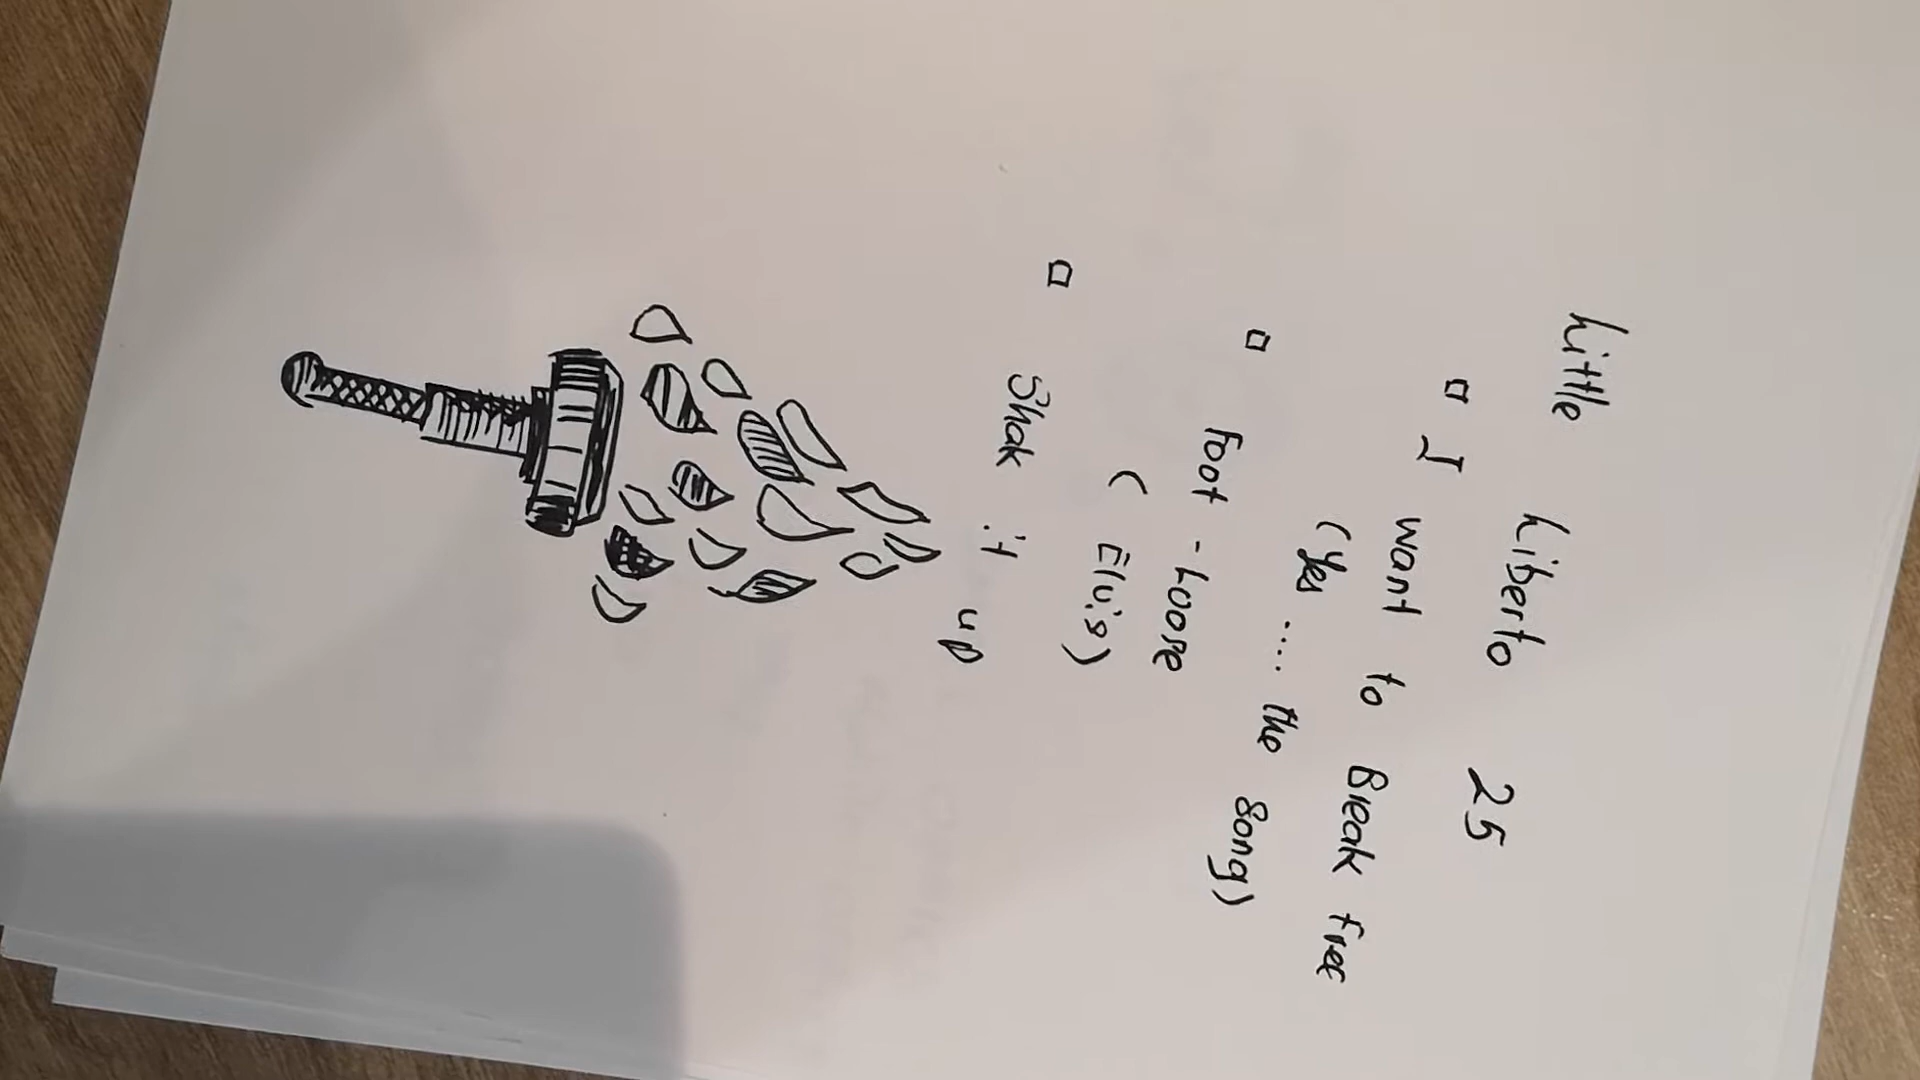 Little Liberto 25
I want to Break free
(Yes ..... the song)
Foot - Loose
( Elvis)
Shak it up